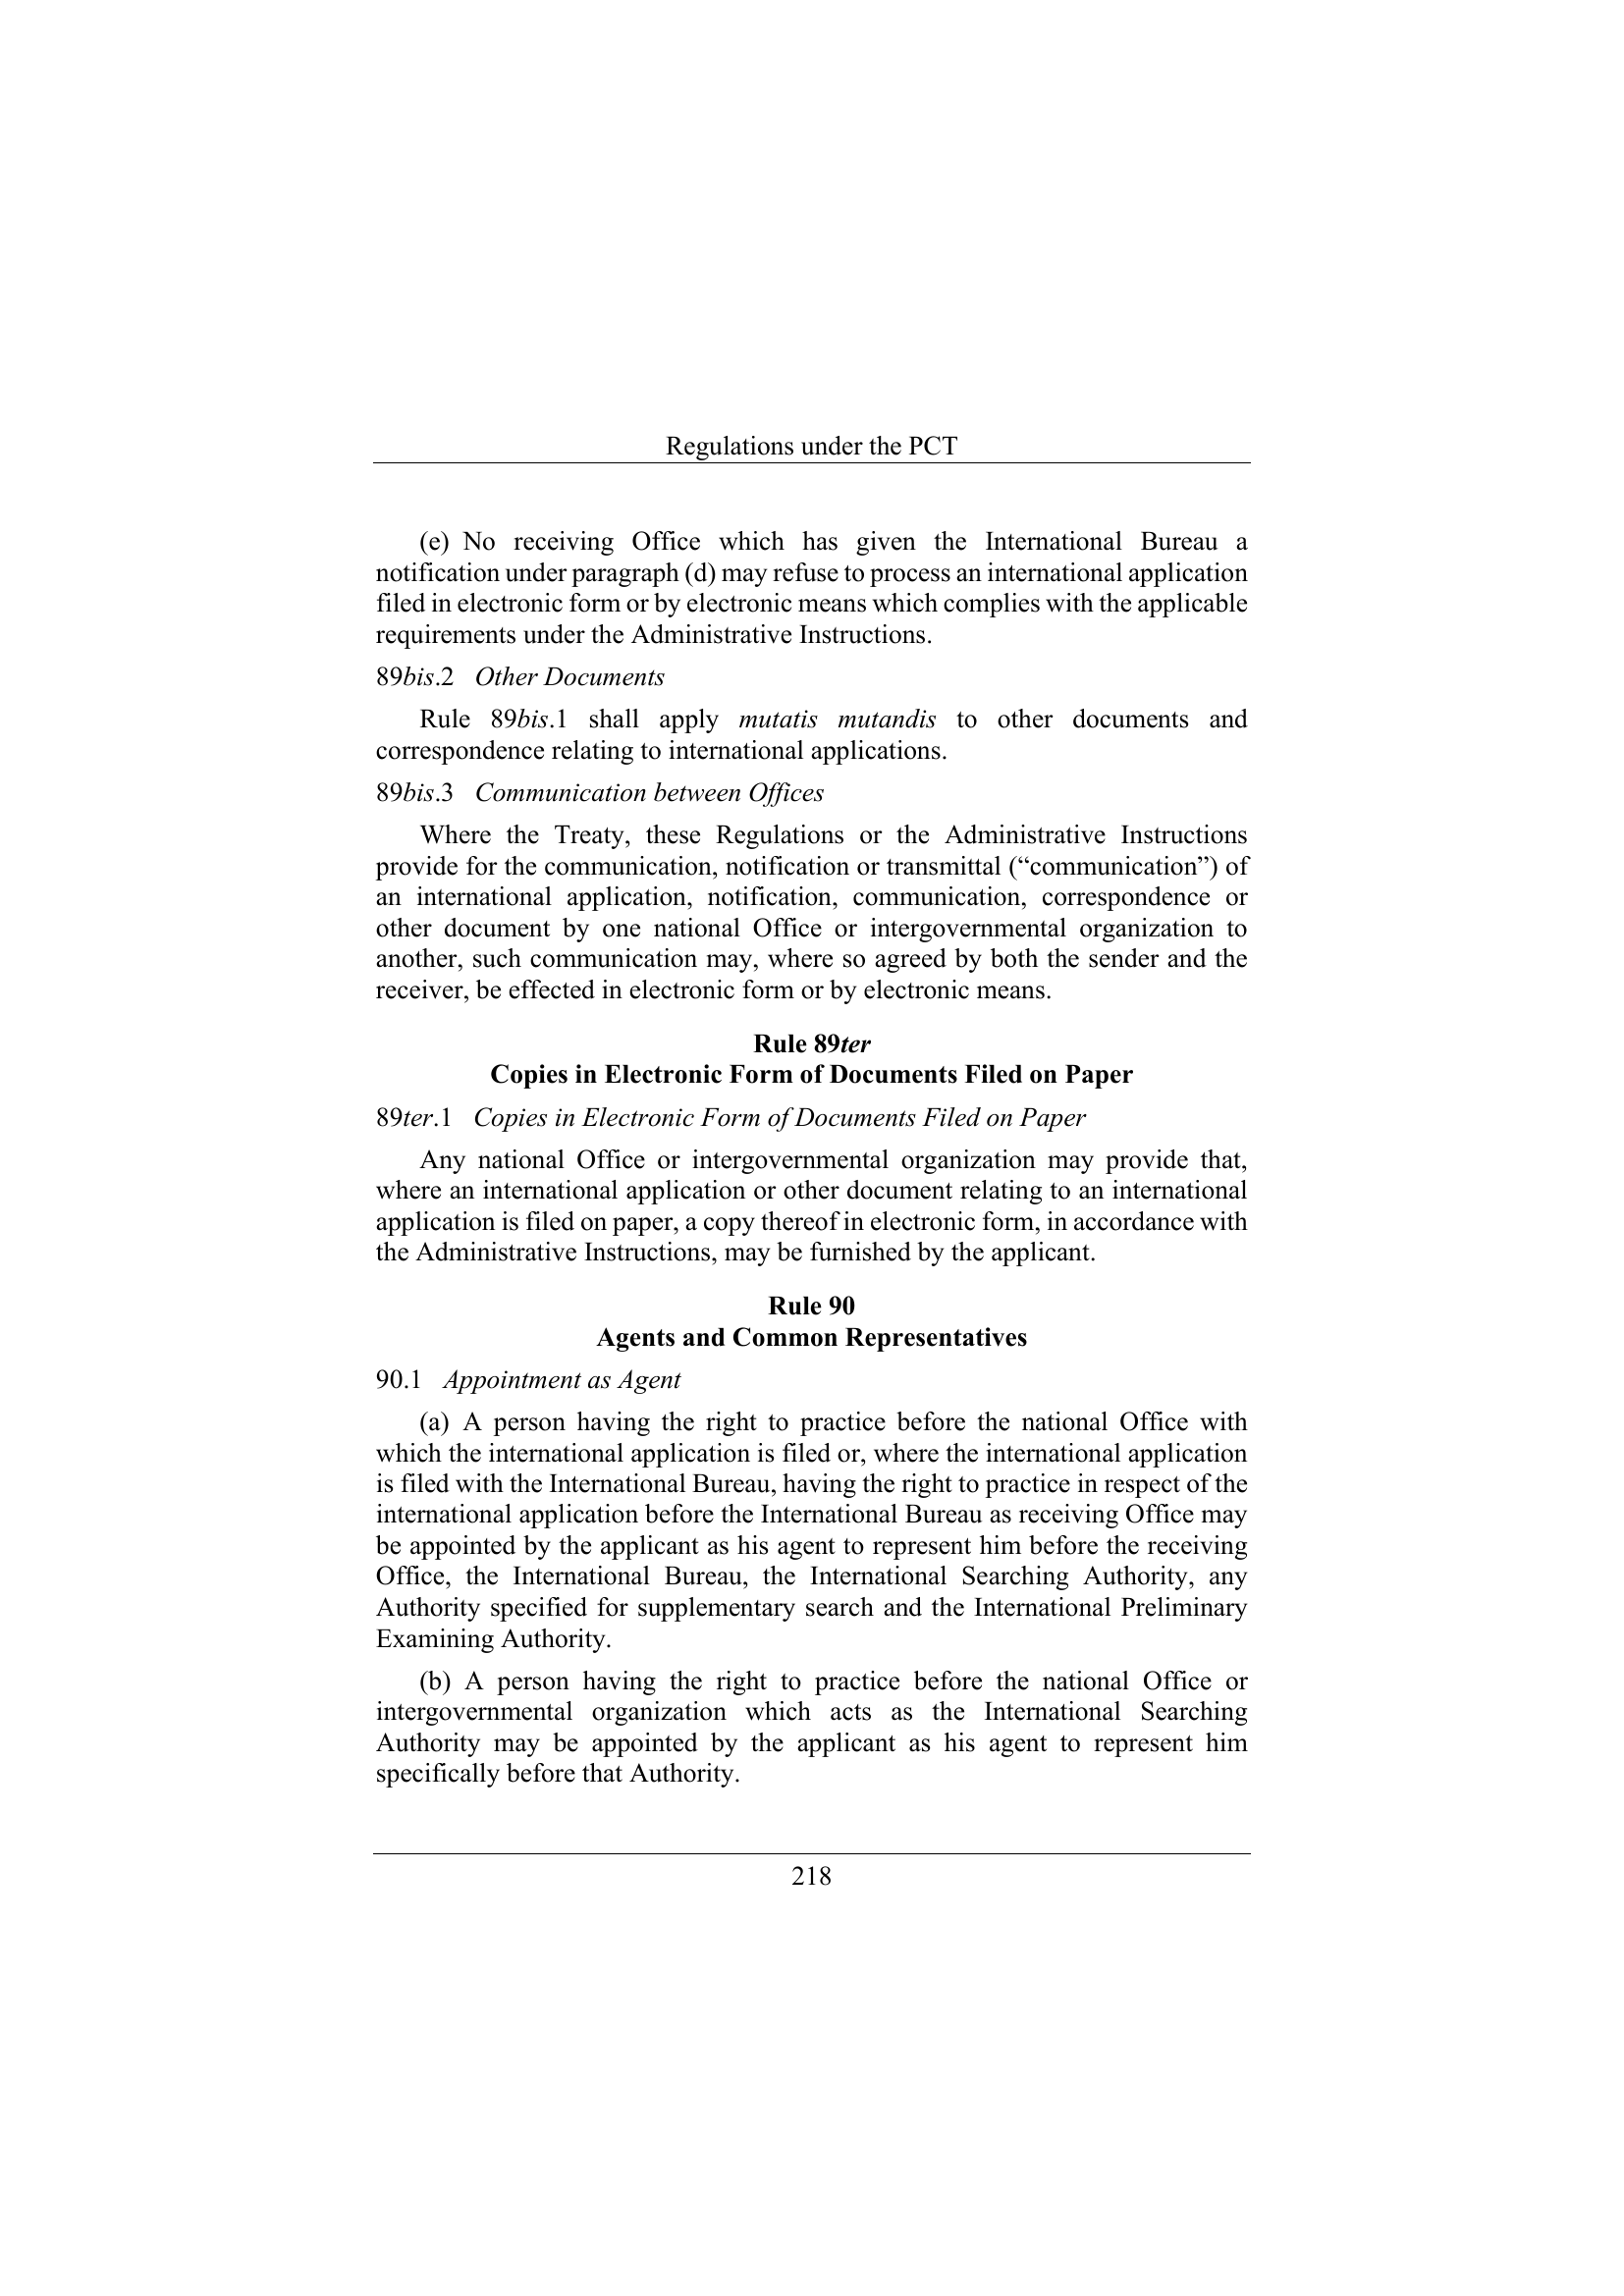 Regulations under the PCT
(e) No receiving Office which has given the International Bureau a
notification under paragraph (d) may refuse to process an international application
filed in electronic form or by electronic means which complies with the applicable
requirements under the Administrative Instructions.
89bis.2 Other Documents
Rule 89bis.1 shall apply mutatis mutandis to other documents and
correspondence relating to international applications.
89bis.3 Communication between Offices
Where the Treaty, these Regulations or the Administrative Instructions
provide for the communication, notification or transmittal (“communication”) of
an international application, notification, communication, correspondence or
other document by one national Office or intergovernmental organization to
another, such communication may, where so agreed by both the sender and the
receiver, be effected in electronic form or by electronic means.
Rule 89ter
Copies in Electronic Form of Documents Filed on Paper
89ter.1 Copies in Electronic Form of Documents Filed on Paper
Any national Office or intergovernmental organization may provide that,
where an international application or other document relating to an international
application is filed on paper, a copy thereof in electronic form, in accordance with
the Administrative Instructions, may be furnished by the applicant.
Rule 90
Agents and Common Representatives
90.1 Appointment as Agent
(a) A person having the right to practice before the national Office with
which the international application is filed or, where the international application
is filed with the International Bureau, having the right to practice in respect of the
international application before the International Bureau as receiving Office may
be appointed by the applicant as his agent to represent him before the receiving
Office, the International Bureau, the International Searching Authority, any
Authority specified for supplementary search and the International Preliminary
Examining Authority.
(b) A person having the right to practice before the national Office or
intergovernmental organization which acts as the International Searching
Authority may be appointed by the applicant as his agent to represent him
specifically before that Authority.
218